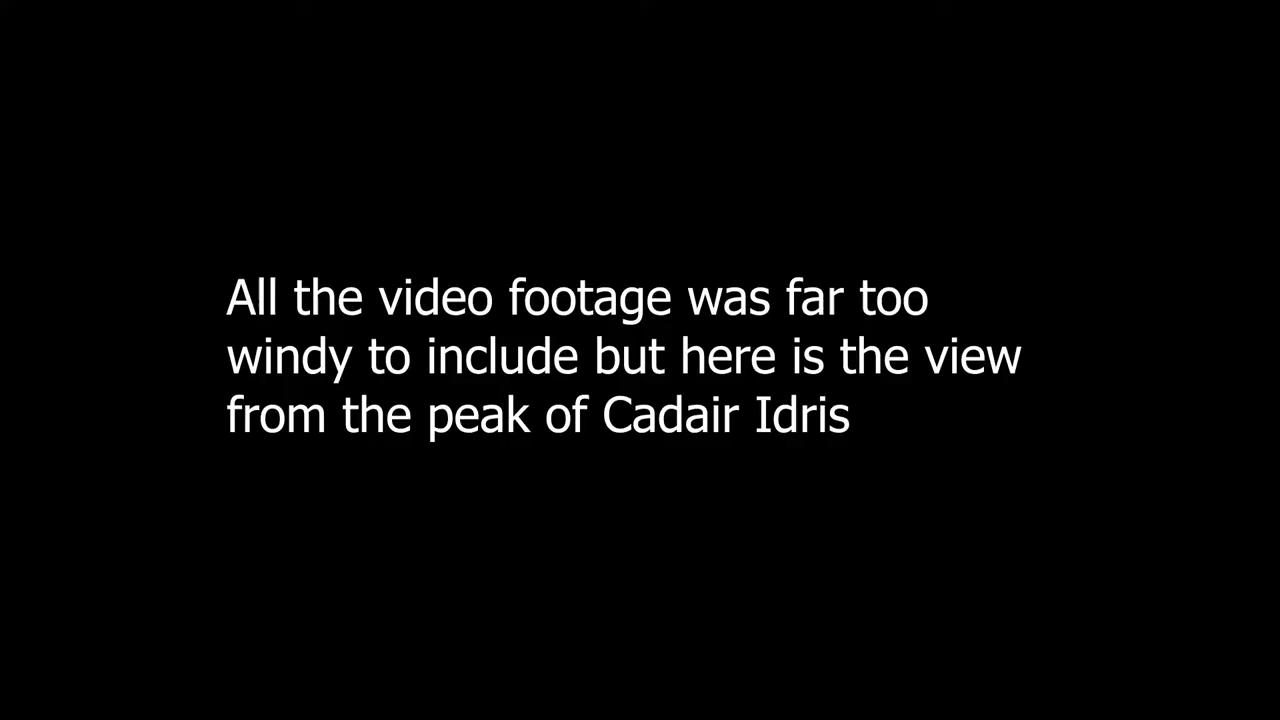 All the video footage was far too
windy to include but here is the view
from the peak of Cadair Idris